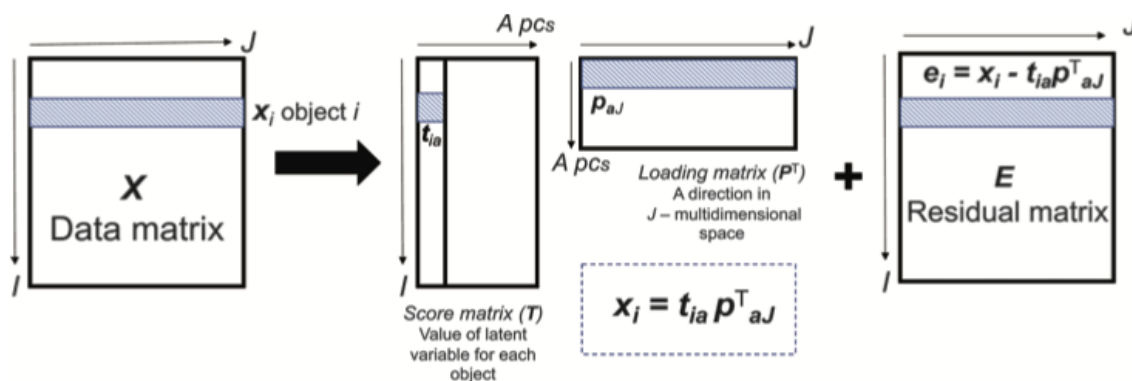 J
I
x_i object i
X
Data matrix
A pcs
I
t_ia
Score matrix (T)
Value of latent
variable for each
object
J
A pcs
p_aJ
Loading matrix (P^T)
A direction in
J – multidimensional
space
x_i = t_ia p^T_aJ
+
J
I
e_i = x_i - t_ia p^T_aJ
E
Residual matrix